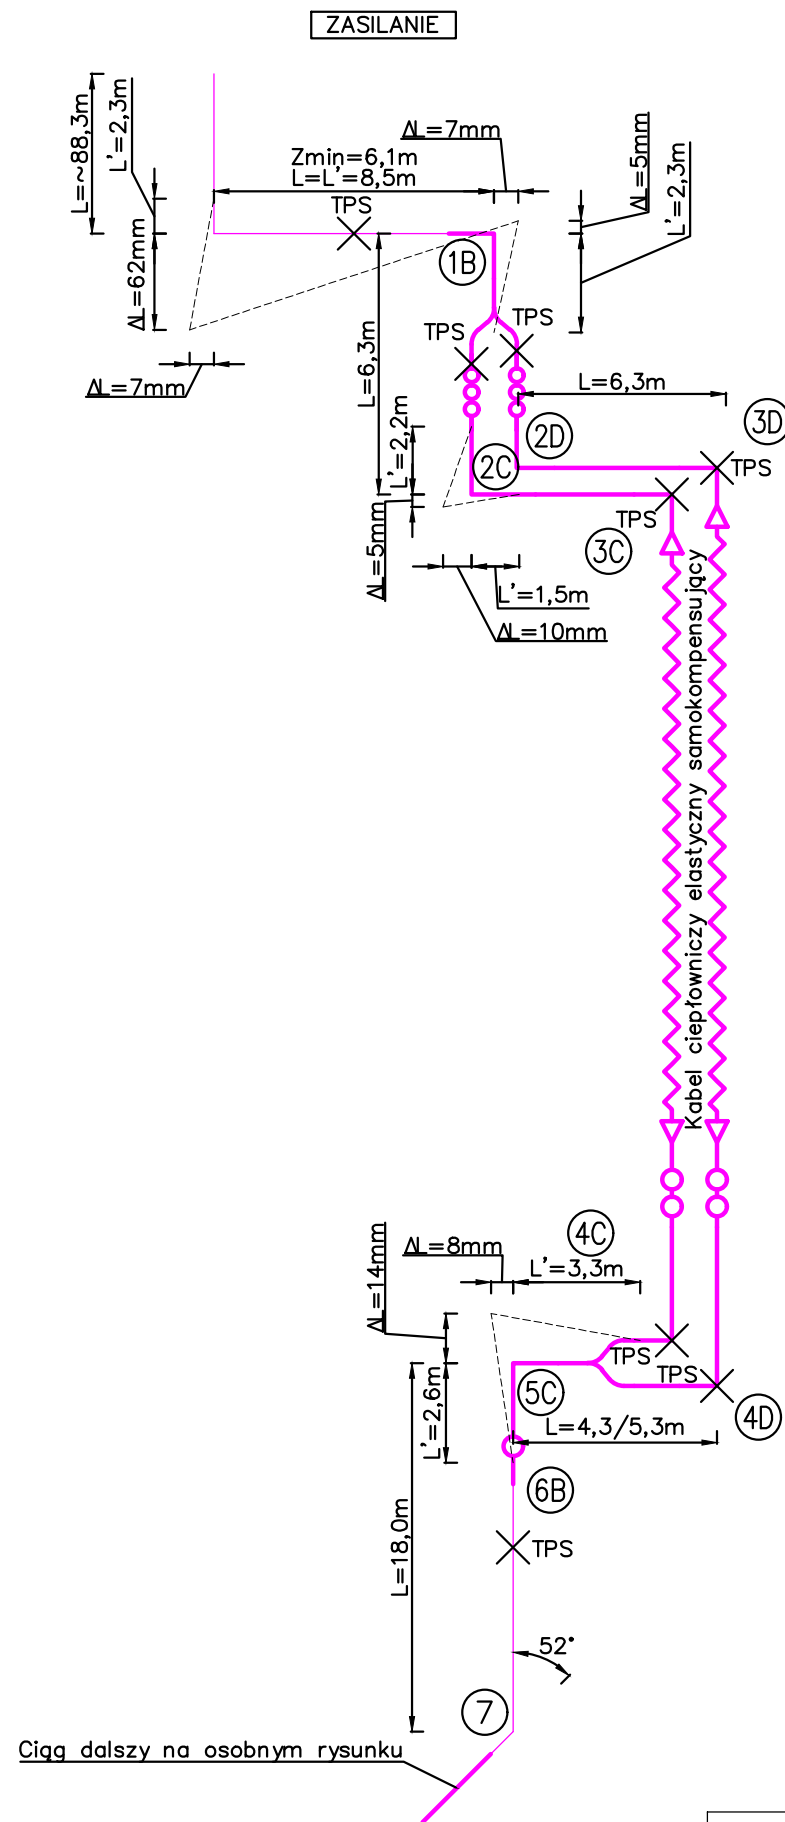 ZASILANIE
L=~88,3m
L'=2,3m
ΔL=62mm
ΔL=7mm
Zmin=6,1m
L=L'=8,5m
TPS
ΔL=7mm
ΔL=5mm
L'=2,3m
1B
TPS
TPS
L=6,3m
L=6,3m
2D
3D
L'=2,2m
2C
TPS
TPS
3C
ΔL=5mm
L'=1,5m
ΔL=10mm
Kabel ciepłowniczy elastyczny samokompensujący
4C
ΔL=14mm
ΔL=8mm
L'=3,3m
TPS
TPS
5C
4D
L=4,3/5,3m
L'=2,6m
6B
L=18,0m
TPS
52°
7
Ciąg dalszy na osobnym rysunku